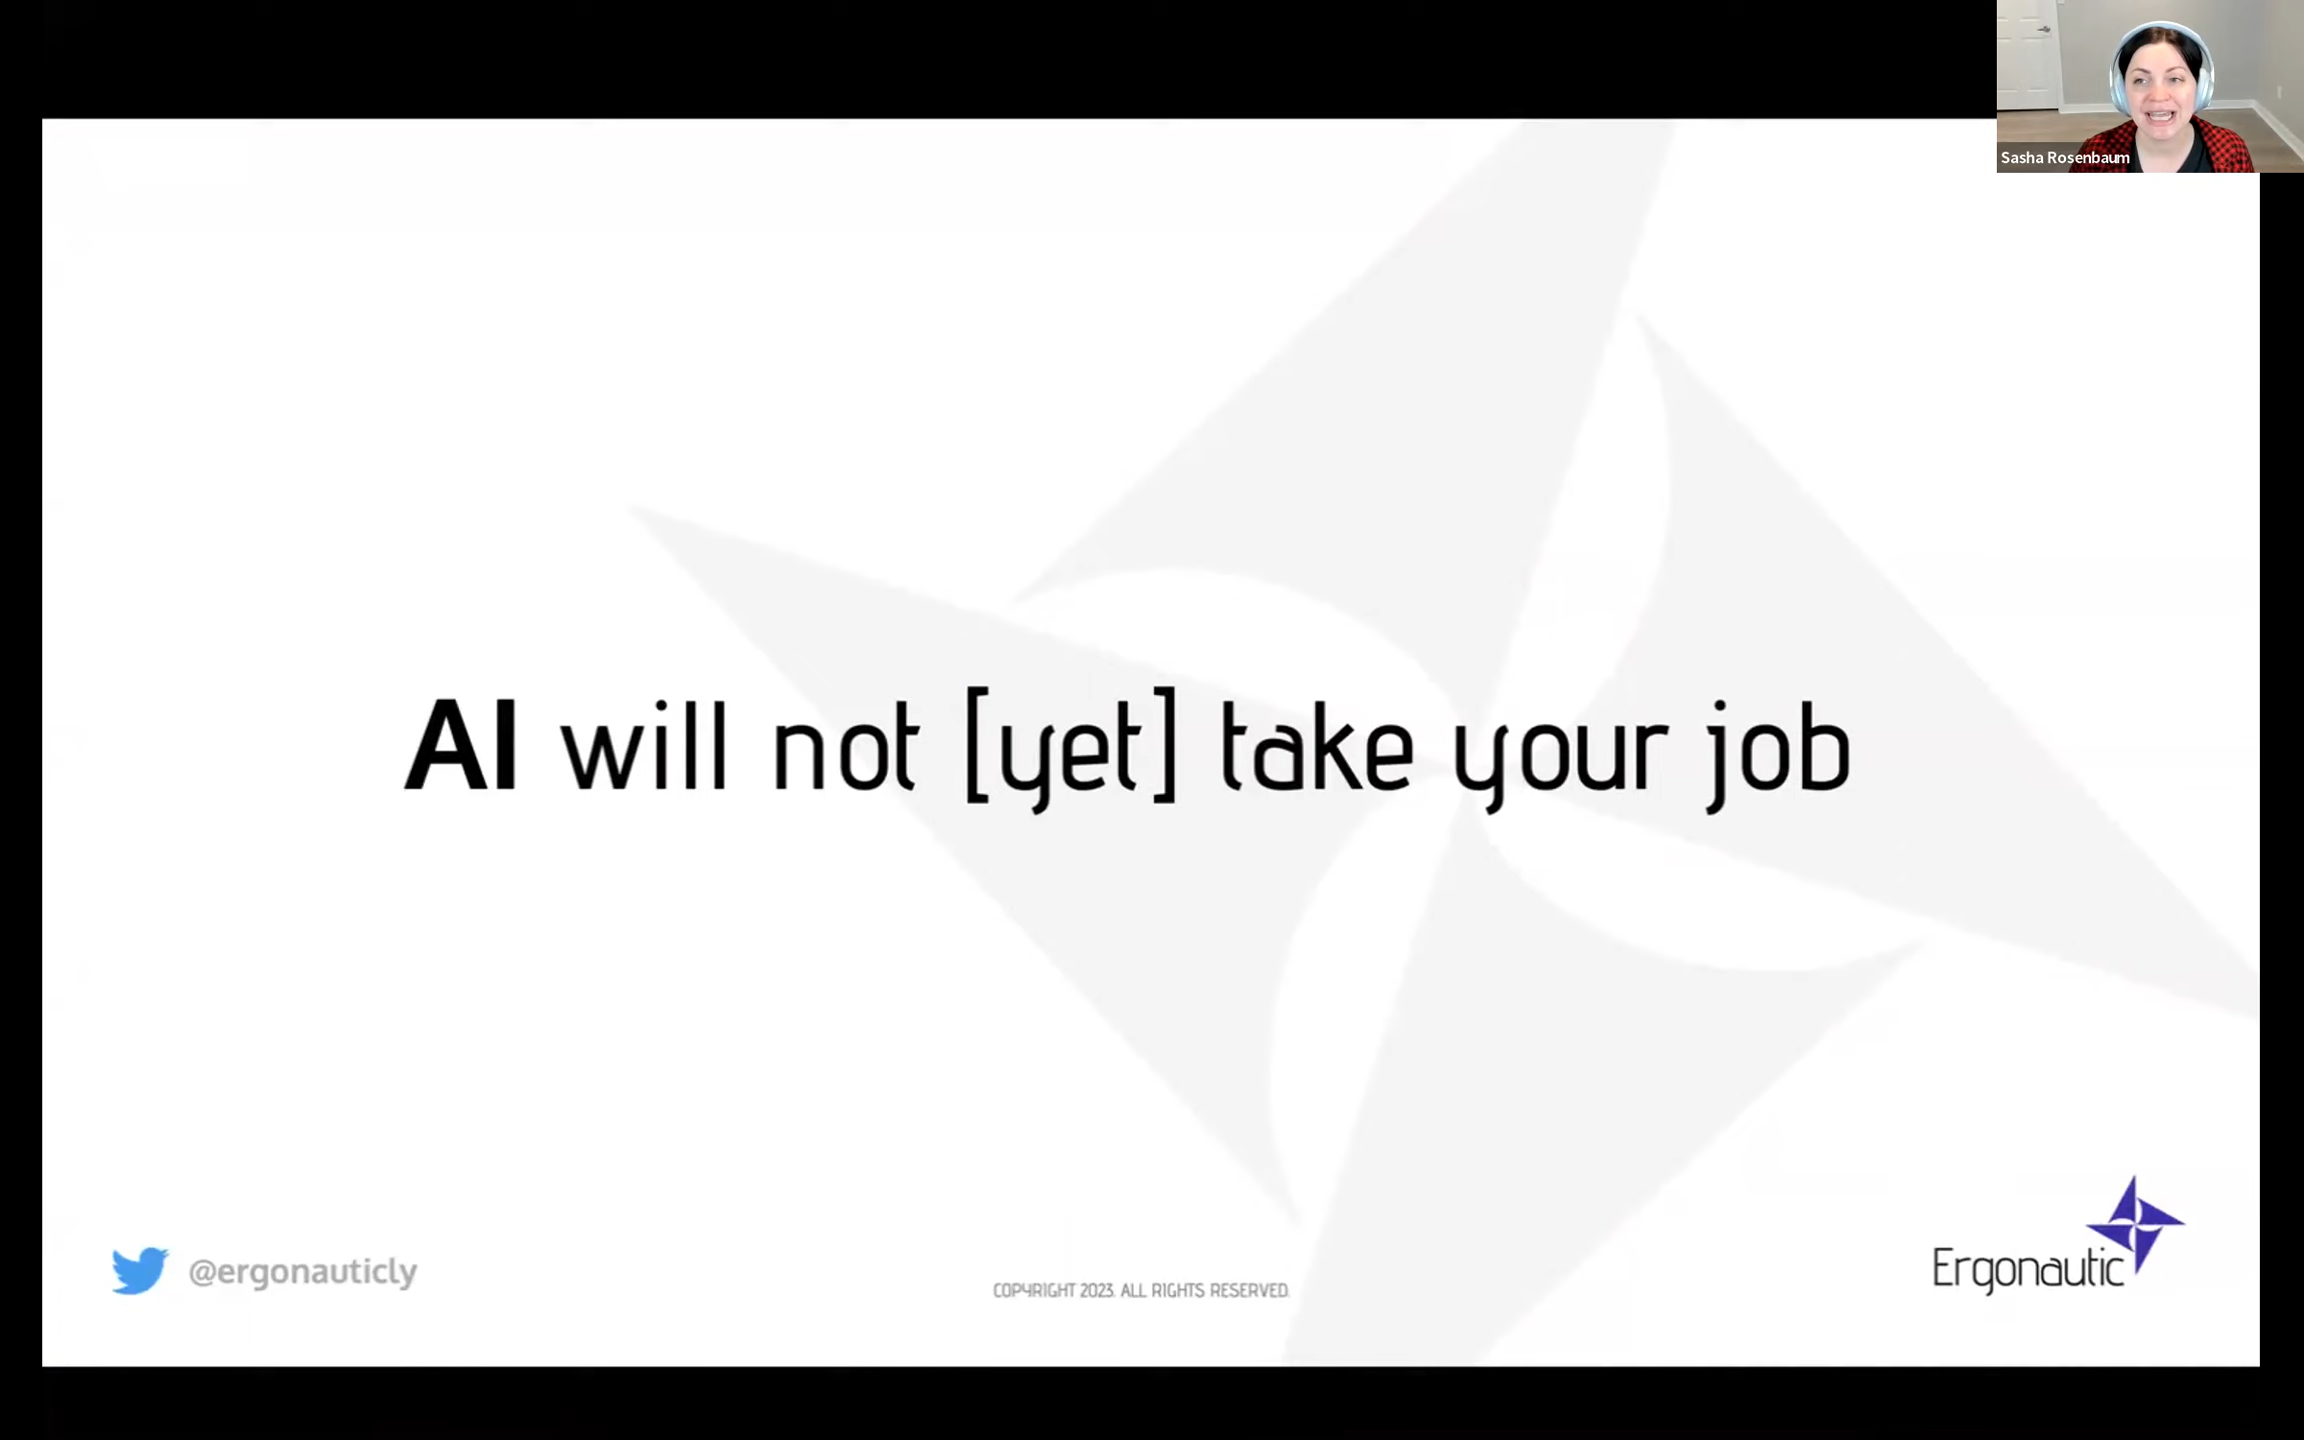 Sasha Rosenbaum
AI will not [yet] take your job
@ergonauticly
COPYRIGHT 2023. ALL RIGHTS RESERVED.
Ergonautic